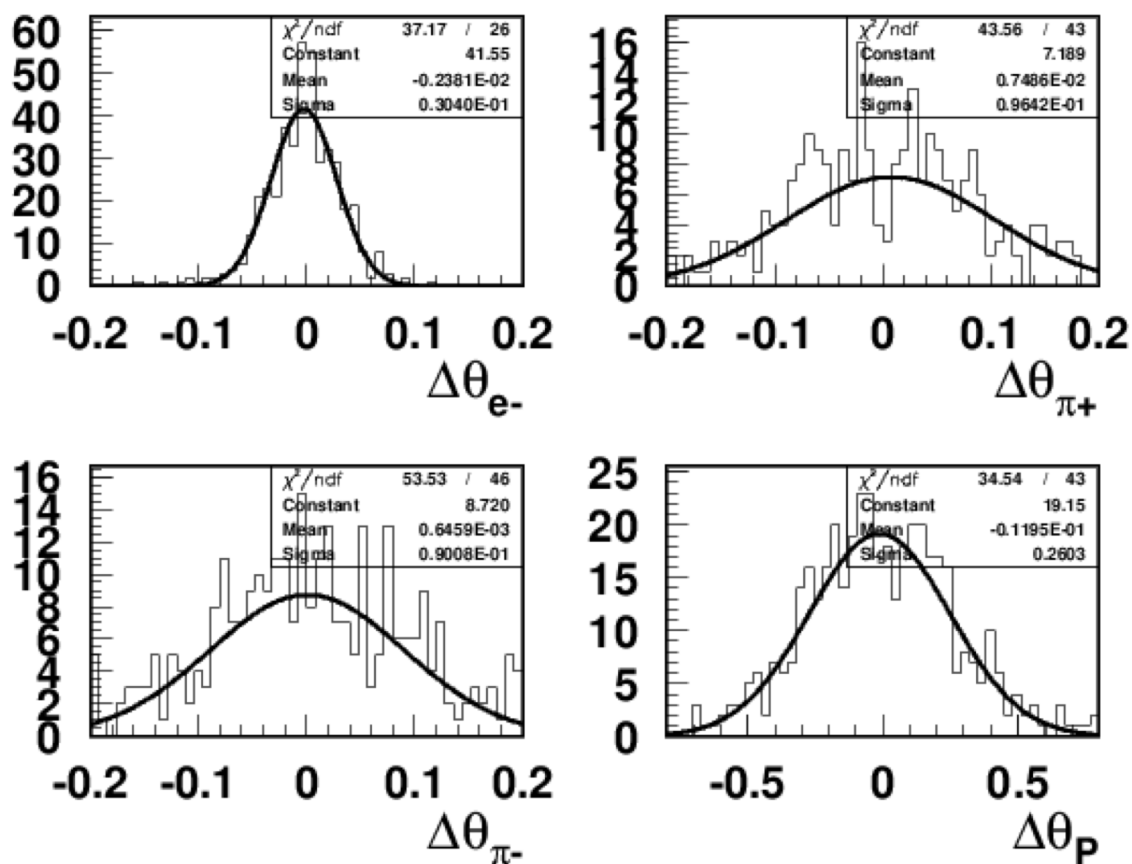 χ²/ndf 37.17 / 26
Constant 41.55
Mean -0.2381E-02
Sigma 0.3040E-01
60
50
40
30
20
10
0
-0.2 -0.1 0 0.1 0.2
Δθe-
χ²/ndf 43.56 / 43
Constant 7.189
Mean 0.7486E-02
Sigma 0.9642E-01
16
14
12
10
8
6
4
2
0
-0.2 -0.1 0 0.1 0.2
Δθπ+
χ²/ndf 53.53 / 46
Constant 8.720
Mean 0.6459E-03
Sigma 0.9008E-01
16
14
12
10
8
6
4
2
0
-0.2 -0.1 0 0.1 0.2
Δθπ-
χ²/ndf 34.54 / 43
Constant 19.15
Mean -0.1195E-01
Sigma 0.2603
25
20
15
10
5
0
-0.5 0 0.5
ΔθP